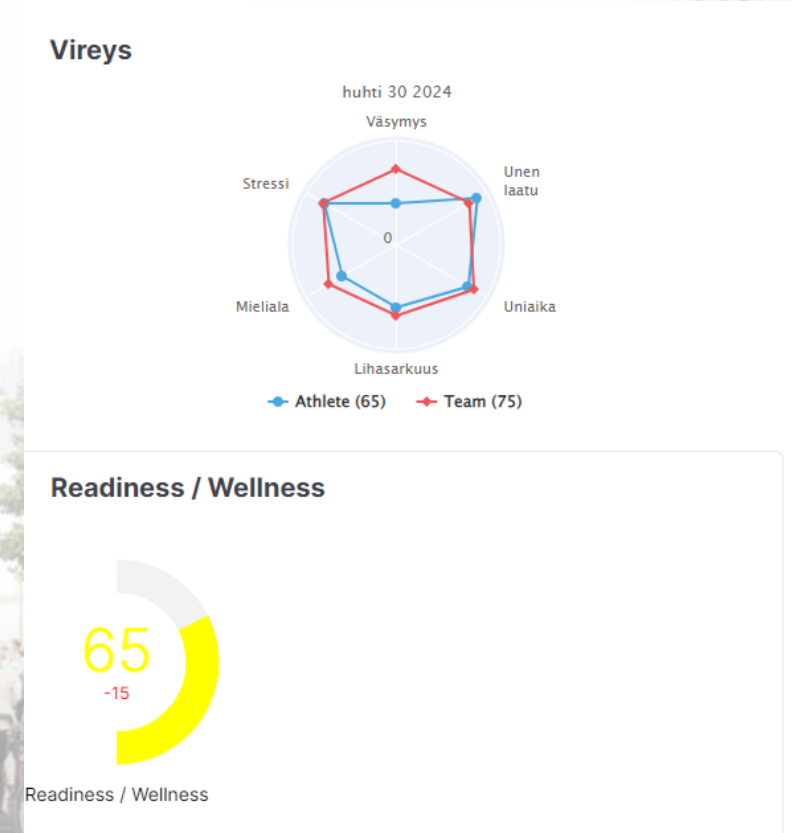 Vireys
huhti 30 2024
Väsymys
Unen
laatu
Stressi
0
Mieliala
Uniaika
Lihasarkuus
Athlete (65) Team (75)
Readiness / Wellness
65
-15
Readiness / Wellness